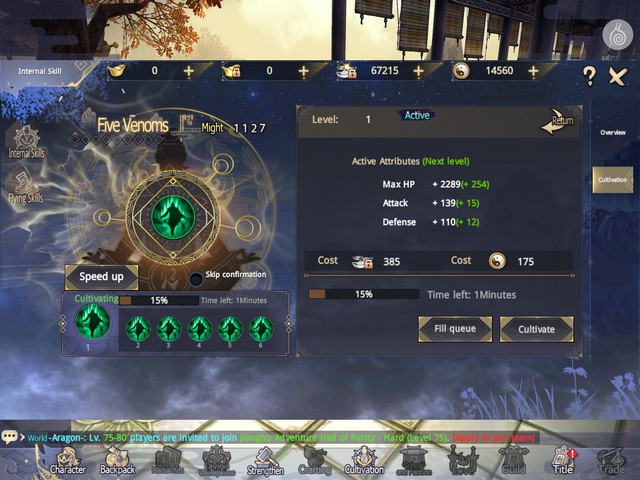 Internal Skill
0
0
67215
14560
Five Venoms
Might 1127
Level: 1
Active
Return
Overview
Internal Skills
Flying Skills
Cultivation
Active Attributes (Next level)
Max HP + 2289(+ 254)
Attack + 139(+ 15)
Defense + 110(+ 12)
Cost 385 Cost 175
Speed up
Skip confirmation
Cultivating
15%
Time left: 1Minutes
15%
Time left: 1Minutes
1 2 3 4 5 6
Fill queue
Cultivate
World -Aragon-: Lv. 75-80 players are invited to join Jianghu Adventure Hall of Purity - Hard (Level 75). [Apply to join team]
Character
Backpack
Strengthen
Crafting
Cultivation
Guild
Title
Trade